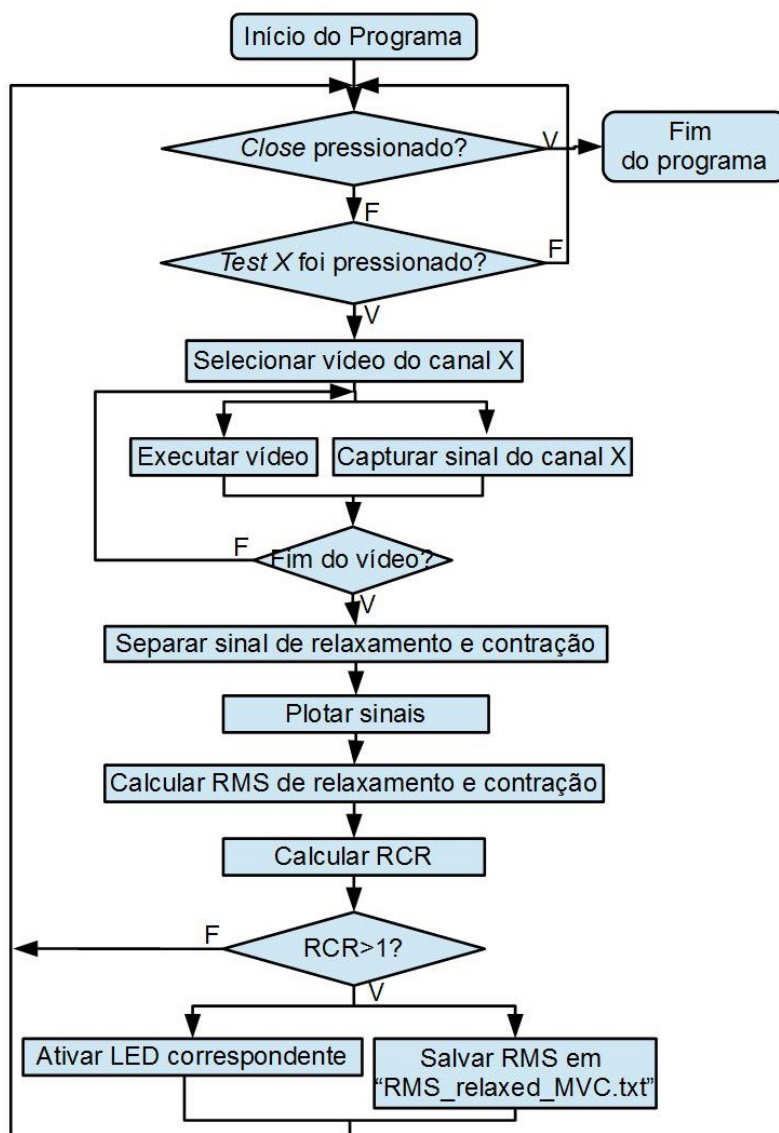 Início do Programa
Close pressionado?
V
Fim
do programa
F
Test X foi pressionado?
F
V
Selecionar vídeo do canal X
Executar vídeo
Capturar sinal do canal X
F
Fim do vídeo?
V
Separar sinal de relaxamento e contração
Plotar sinais
Calcular RMS de relaxamento e contração
Calcular RCR
F
RCR>1?
V
Ativar LED correspondente
Salvar RMS em
“RMS_relaxed_MVC.txt”